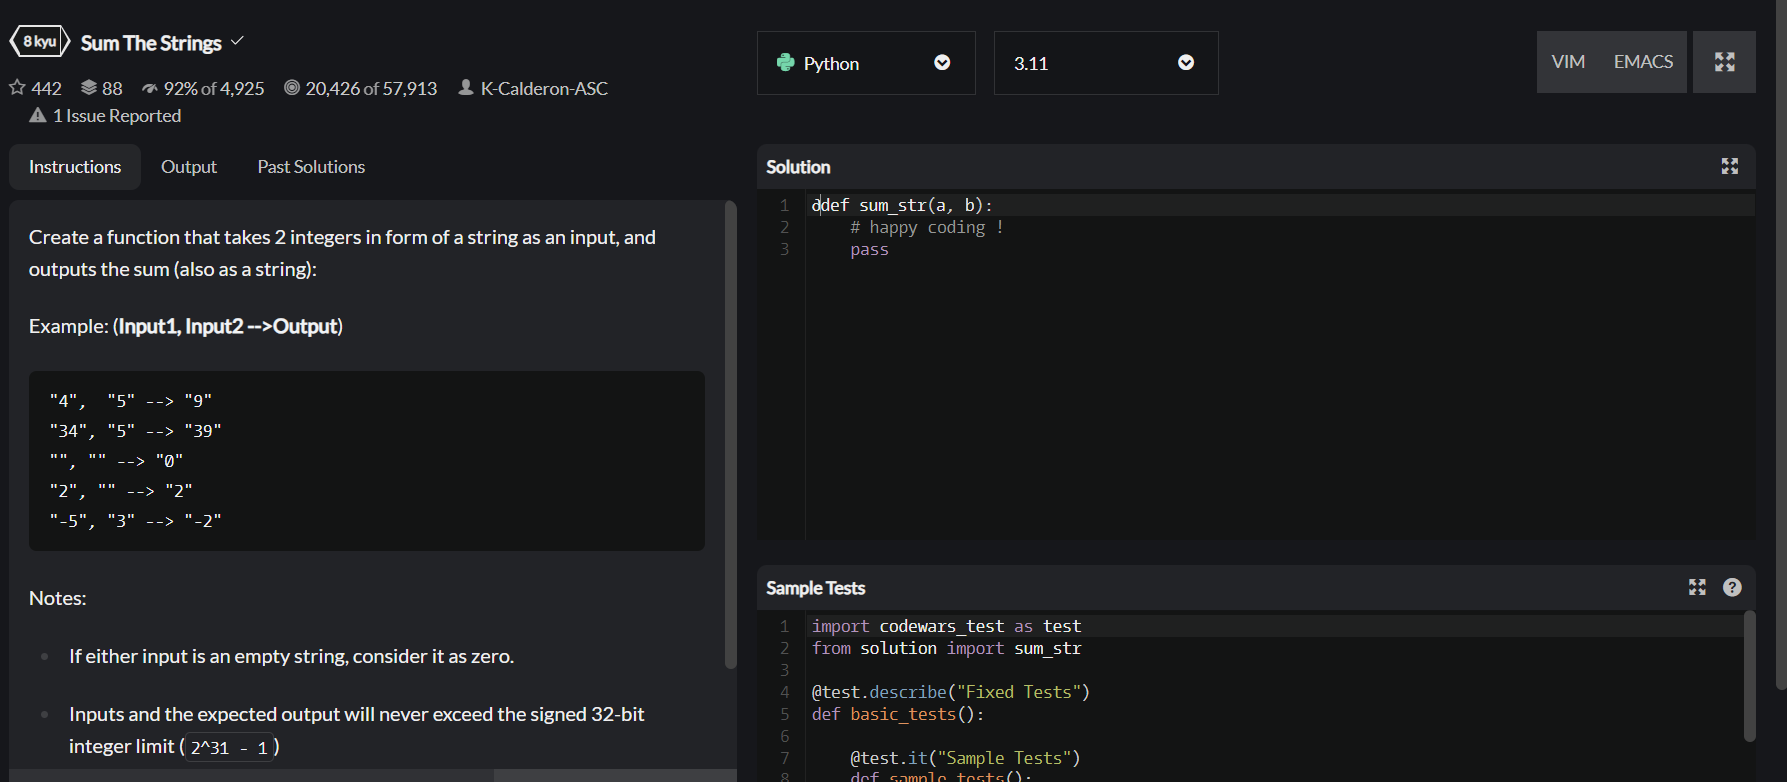 8 kyu Sum The Strings
442 88 92% of 4,925 20,426 of 57,913 K-Calderon-ASC
1 Issue Reported
Instructions Output Past Solutions
Create a function that takes 2 integers in form of a string as an input, and
outputs the sum (also as a string):
Example: (Input1, Input2 -->Output)
"4",  "5" --> "9"
"34", "5" --> "39"
"", "" --> "0"
"2", "" --> "2"
"-5", "3" --> "-2"
Notes:
If either input is an empty string, consider it as zero.
Inputs and the expected output will never exceed the signed 32-bit
integer limit (2^31 - 1)
Python 3.11 VIM EMACS
Solution
1 ðdef sum_str(a, b):
2     # happy coding !
3     pass
Sample Tests
1 import codewars_test as test
2 from solution import sum_str
3
4 @test.describe("Fixed Tests")
5 def basic_tests():
6
7     @test.it("Sample Tests")
8     def sample_tests():